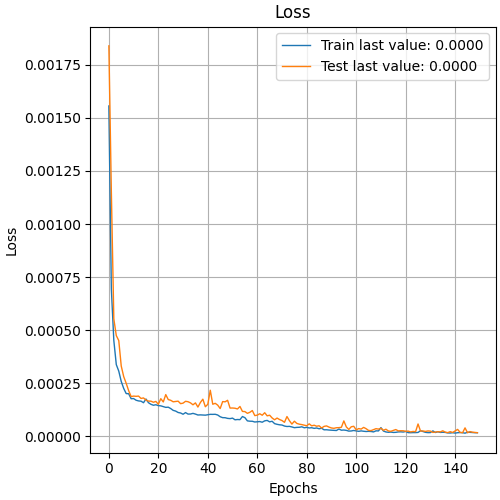 Loss
Train last value: 0.0000
Test last value: 0.0000
0.00175
0.00150
0.00125
0.00100
0.00075
0.00050
0.00025
0.00000
Loss
0 20 40 60 80 100 120 140
Epochs